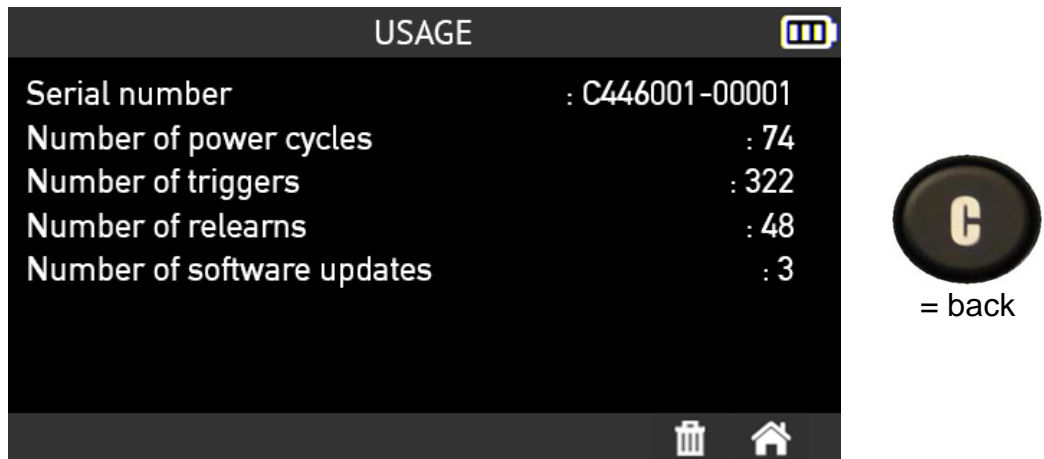 USAGE
Serial number : C446001-00001
Number of power cycles : 74
Number of triggers : 322
Number of relearns : 48
Number of software updates : 3
C
= back